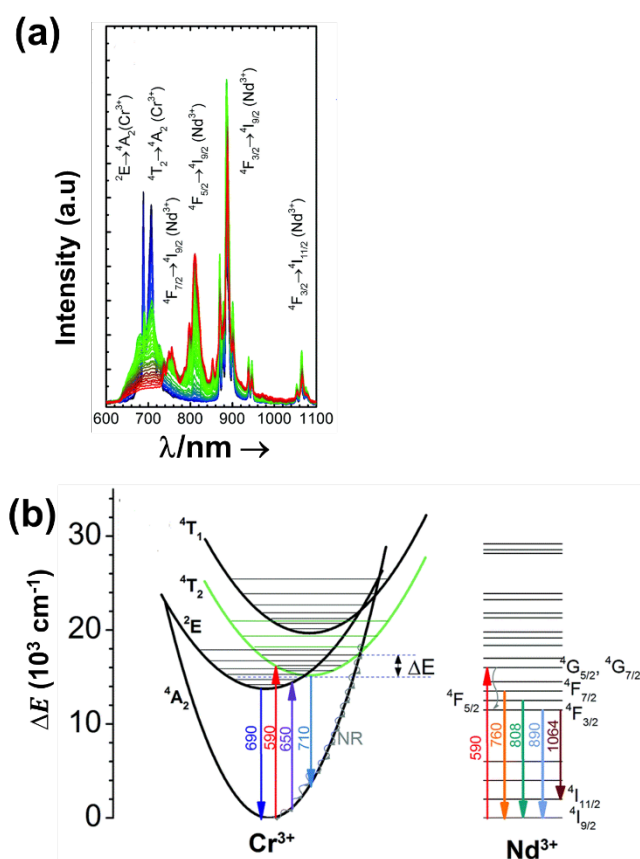 (a)
Intensity (a.u)
²E→⁴A₂(Cr³⁺)
⁴T₂→⁴A₂ (Cr³⁺)
⁴F₇/₂→⁴I₉/₂ (Nd³⁺)
⁴F₅/₂→⁴I₉/₂ (Nd³⁺)
⁴F₃/₂→⁴I₉/₂ (Nd³⁺)
⁴F₃/₂→⁴I₁₁/₂ (Nd³⁺)
600 700 800 900 1000 1100
λ/nm →
(b)
ΔE (10³ cm⁻¹)
30
20
10
0
⁴T₁
⁴T₂
²E
⁴A₂
ΔE
690
590
650
710
NR
Cr³⁺
⁴G₅/₂, ⁴G₇/₂
⁴F₇/₂
⁴F₅/₂
⁴F₃/₂
590
760
808
890
1064
⁴I₁₁/₂
⁴I₉/₂
Nd³⁺